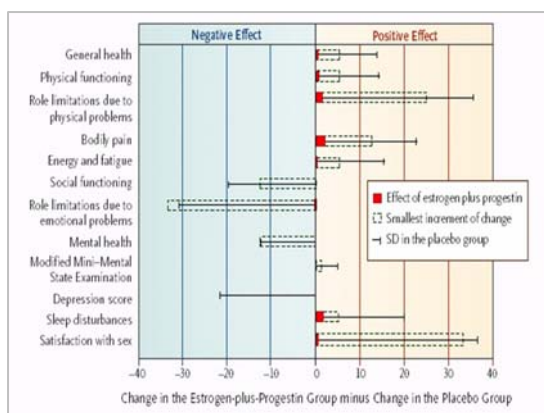 Negative Effect
Positive Effect
General health
Physical functioning
Role limitations due to
physical problems
Bodily pain
Energy and fatigue
Social functioning
Role limitations due to
emotional problems
Mental health
Modified Mini–Mental
State Examination
Depression score
Sleep disturbances
Satisfaction with sex
Effect of estrogen plus progestin
Smallest increment of change
SD in the placebo group
–40 –30 –20 –10 0 10 20 30 40
Change in the Estrogen-plus-Progestin Group minus Change in the Placebo Group